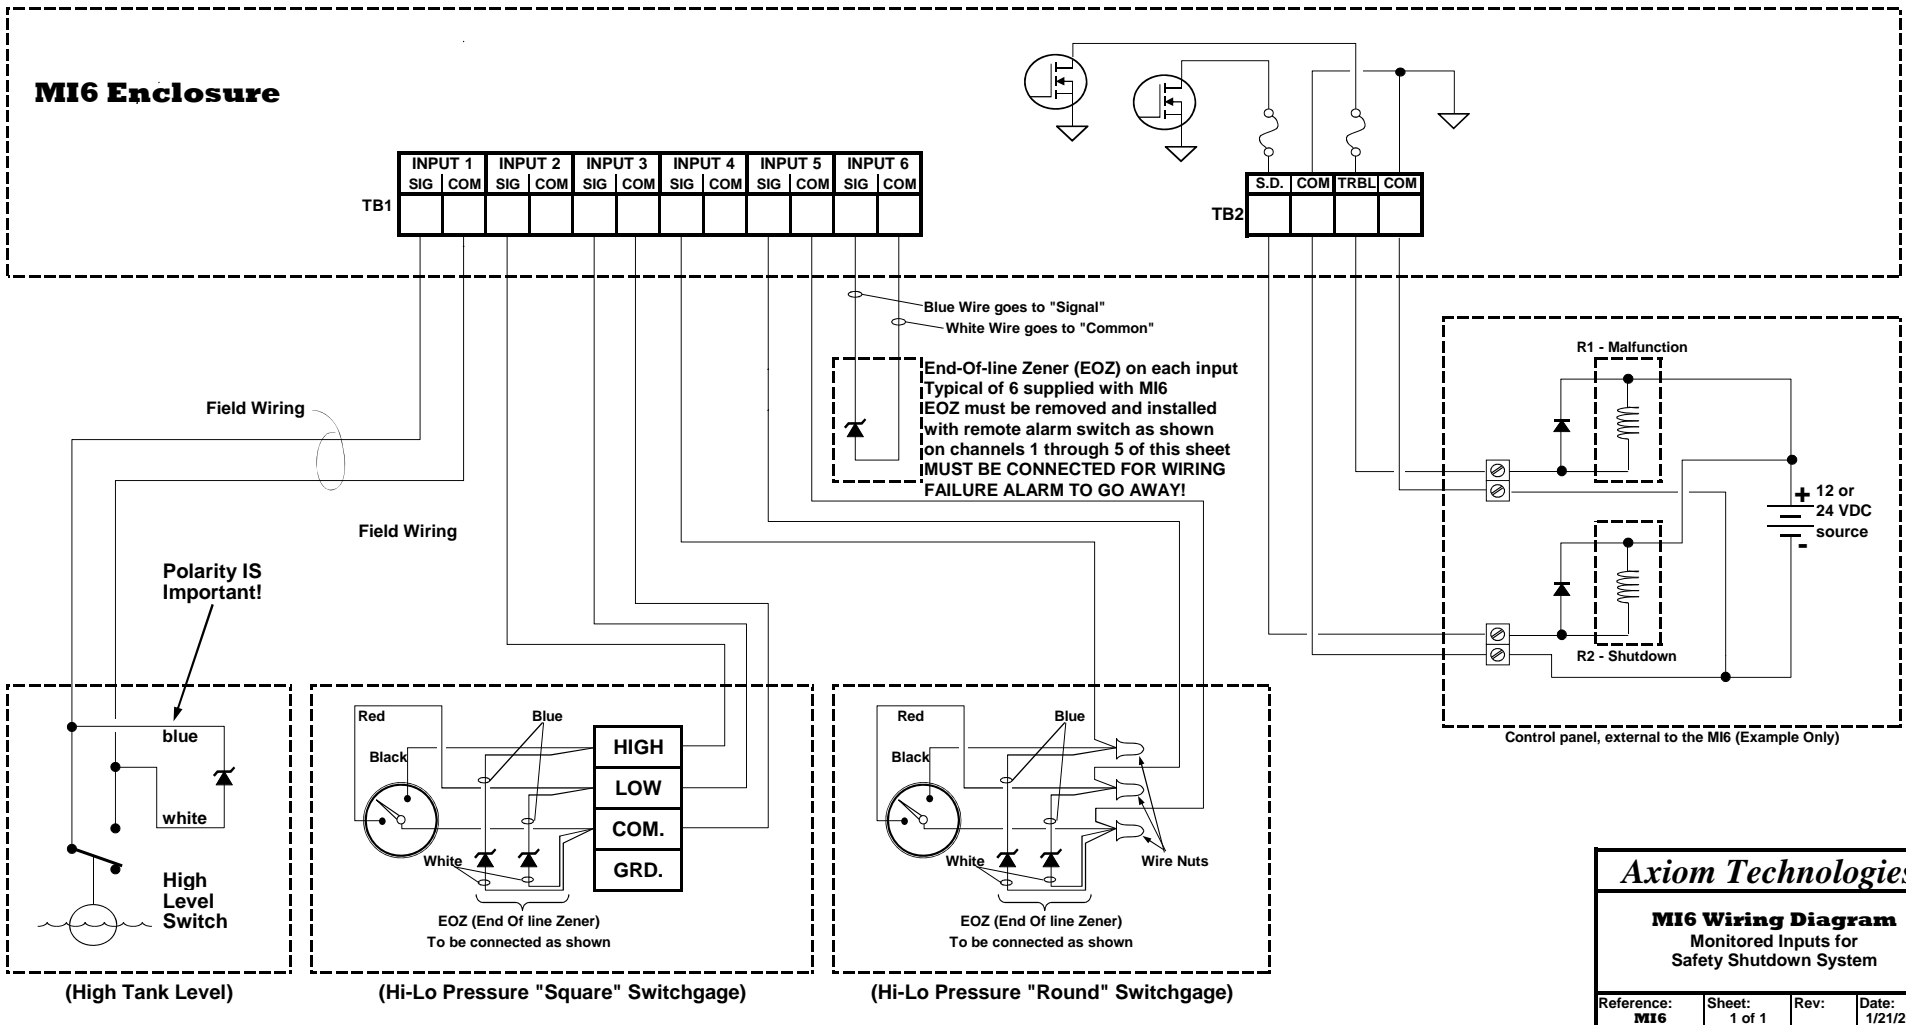 MI6 Enclosure
INPUT 1 INPUT 2 INPUT 3 INPUT 4 INPUT 5 INPUT 6
SIG COM SIG COM SIG COM SIG COM SIG COM SIG COM
TB1
S.D. COM TRBL COM
TB2
Blue Wire goes to "Signal"
White Wire goes to "Common"
End-Of-line Zener (EOZ) on each input
Typical of 6 supplied with MI6
EOZ must be removed and installed
with remote alarm switch as shown
on channels 1 through 5 of this sheet
MUST BE CONNECTED FOR WIRING
FAILURE ALARM TO GO AWAY!
Field Wiring
Field Wiring
Polarity IS
Important!
blue
white
High
Level
Switch
(High Tank Level)
Red
Black
Blue
White
HIGH
LOW
COM.
GRD.
EOZ (End Of line Zener)
To be connected as shown
(Hi-Lo Pressure "Square" Switchgage)
Red
Black
Blue
White
Wire Nuts
EOZ (End Of line Zener)
To be connected as shown
(Hi-Lo Pressure "Round" Switchgage)
R1 - Malfunction
+ 12 or
24 VDC
source
-
R2 - Shutdown
Control panel, external to the MI6 (Example Only)
Axiom Technologies
MI6 Wiring Diagram
Monitored Inputs for
Safety Shutdown System
Reference: Sheet: Rev: Date:
MI6 1 of 1 1/21/2